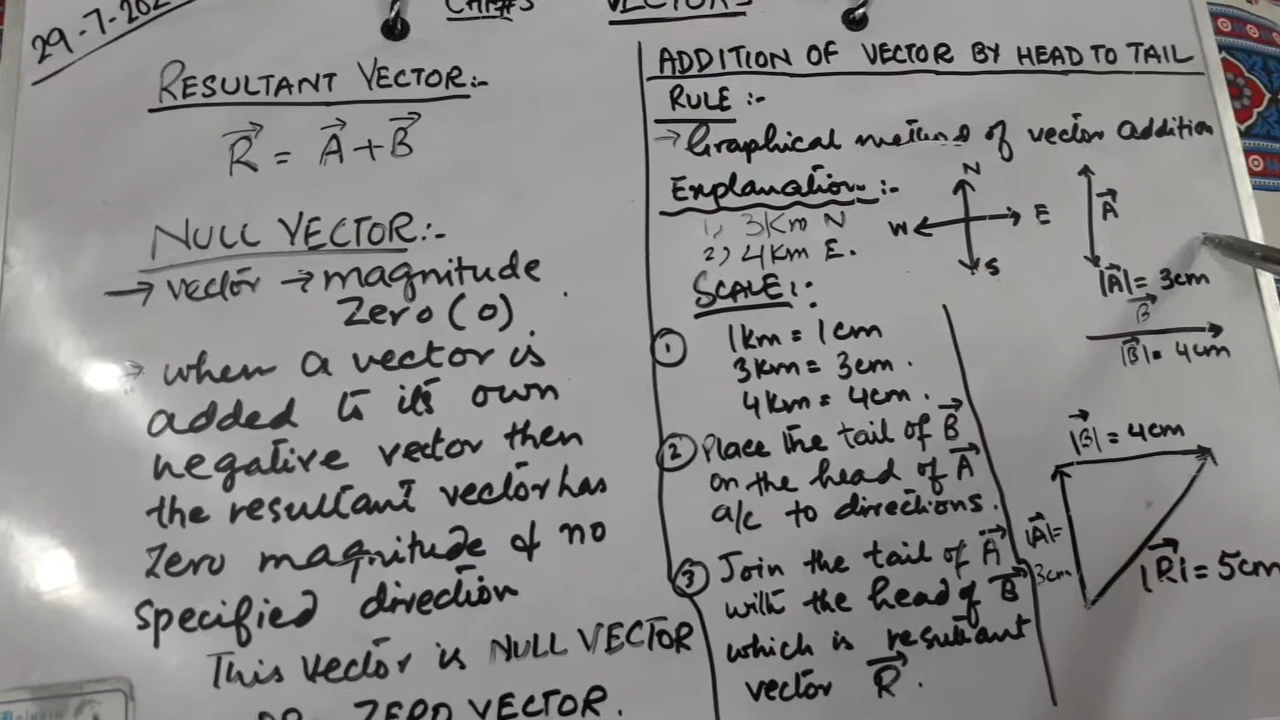 29-7-202
VECTORS
RESULTANT VECTOR:-
R = A + B
NULL VECTOR:-
→ vector → magnitude
Zero (0).
→ when a vector is
added to its own
negative vector then
the resultant vector has
Zero magnitude & no
specified direction
This vector is NULL VECTOR
OR ZERO VECTOR.
ADDITION OF VECTOR BY HEAD TO TAIL
RULE :-
→ Graphical method of vector addition
Explanation :-
1, 3Km N
2, 4Km E.
N
W E
S
A
|A| = 3cm
B
|B| = 4cm
SCALE :
① 1km = 1cm
3km = 3cm .
4km = 4cm .
② Place the tail of B
on the head of A
a/c to directions.
③ Join the tail of A
with the head of B
which is resultant
vector R .
|B| = 4cm
|A| =
3cm
|R| = 5cm